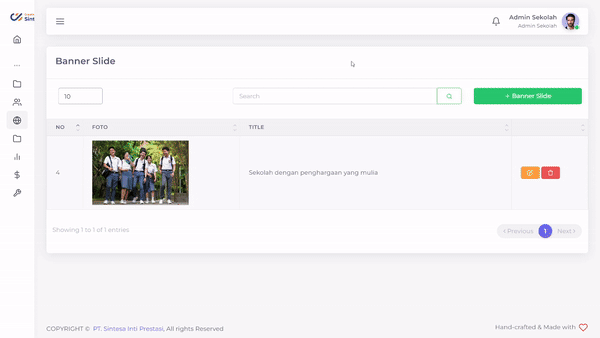 Sint
Admin Sekolah
Admin Sekolah
Banner Slide
10
Search
+ Banner Slide
NO
FOTO
TITLE
4
Sekolah dengan penghargaan yang mulia
Showing 1 to 1 of 1 entries
Previous
1
Next
COPYRIGHT © PT. Sintesa Inti Prestasi, All rights Reserved
Hand-crafted & Made with